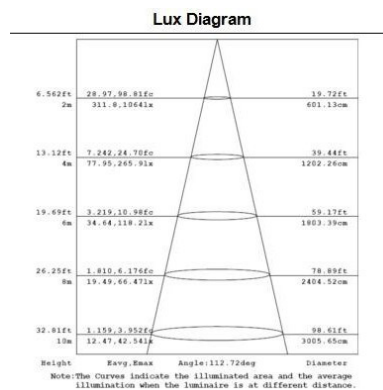 Lux Diagram
6.562ft 28.97,98.81fc 19.72ft
2m 311.8,1064lx 601.13cm
13.12ft 7.242,24.70fc 39.44ft
4m 77.95,265.9lx 1202.26cm
19.69ft 3.219,10.98fc 59.17ft
6m 34.64,118.2lx 1803.39cm
26.25ft 1.810,6.176fc 78.89ft
8m 19.49,66.47lx 2404.52cm
32.81ft 1.159,3.952fc 98.61ft
10m 12.47,42.54lx 3005.65cm
Height Eavg,Emax Angle:112.72deg Diameter
Note:The Curves indicate the illuminated area and the average
illumination when the luminaire is at different distance.